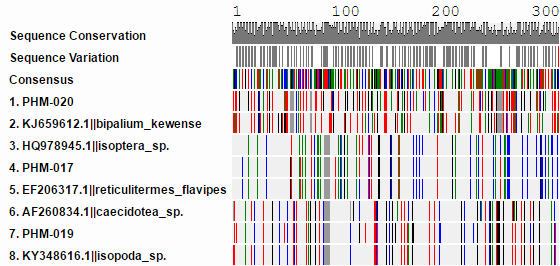 1 100 200 300
Sequence Conservation
Sequence Variation
Consensus
1. PHM-020
2. KJ659612.1||bipalium_kewense
3. HQ978945.1||isoptera_sp.
4. PHM-017
5. EF206317.1||reticulitermes_flavipes
6. AF260834.1||caecidotea_sp.
7. PHM-019
8. KY348616.1||isopoda_sp.